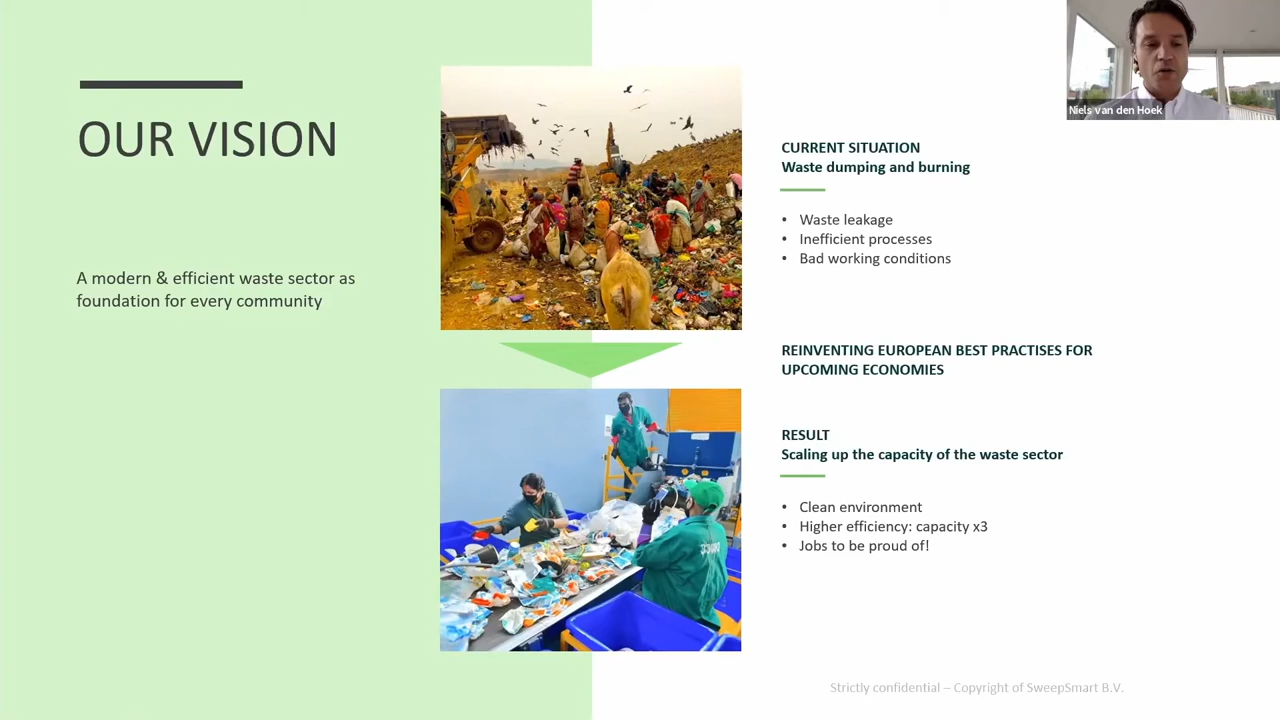 OUR VISION
A modern & efficient waste sector as
foundation for every community
Niels van den Hoek
CURRENT SITUATION
Waste dumping and burning
• Waste leakage
• Inefficient processes
• Bad working conditions
REINVENTING EUROPEAN BEST PRACTISES FOR
UPCOMING ECONOMIES
RESULT
Scaling up the capacity of the waste sector
• Clean environment
• Higher efficiency: capacity x3
• Jobs to be proud of!
Strictly confidential – Copyright of SweepSmart B.V.